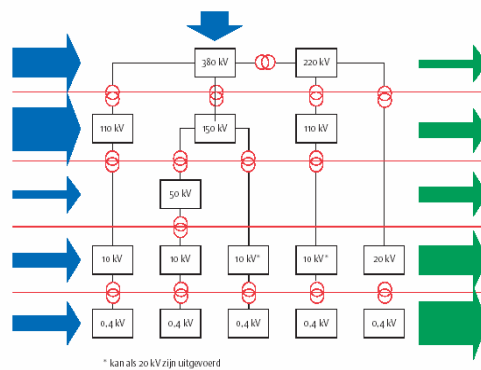 380 kV 220 kV
110 kV 150 kV 110 kV
50 kV
10 kV 10 kV 10 kV* 10 kV* 20 kV
0,4 kV 0,4 kV 0,4 kV 0,4 kV 0,4 kV
* kan als 20 kV zijn uitgevoerd